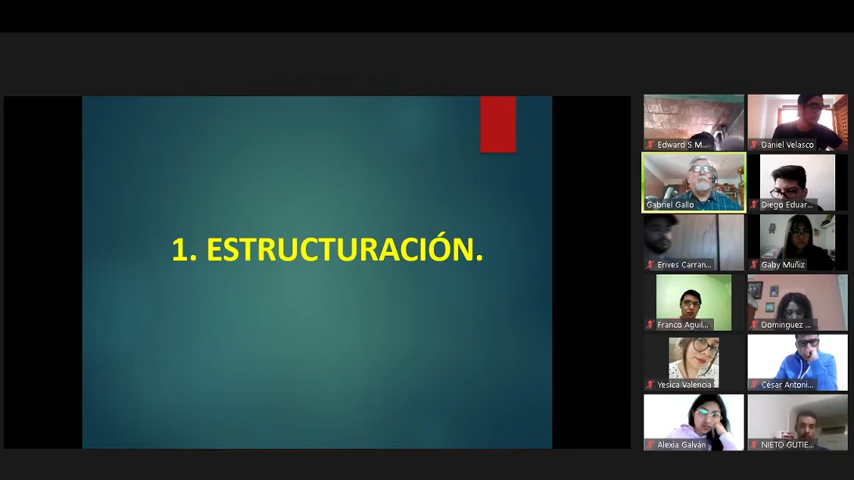 1. ESTRUCTURACIÓN.
Edward S M...
Daniel Velasco
Gabriel Gallo
Diego Eduar...
Erives Carran...
Gaby Muñiz
Franco Aguil...
Dominguez ...
Yesica Valencia
César Antoni...
Alexia Galván
NIETO GUTIE...